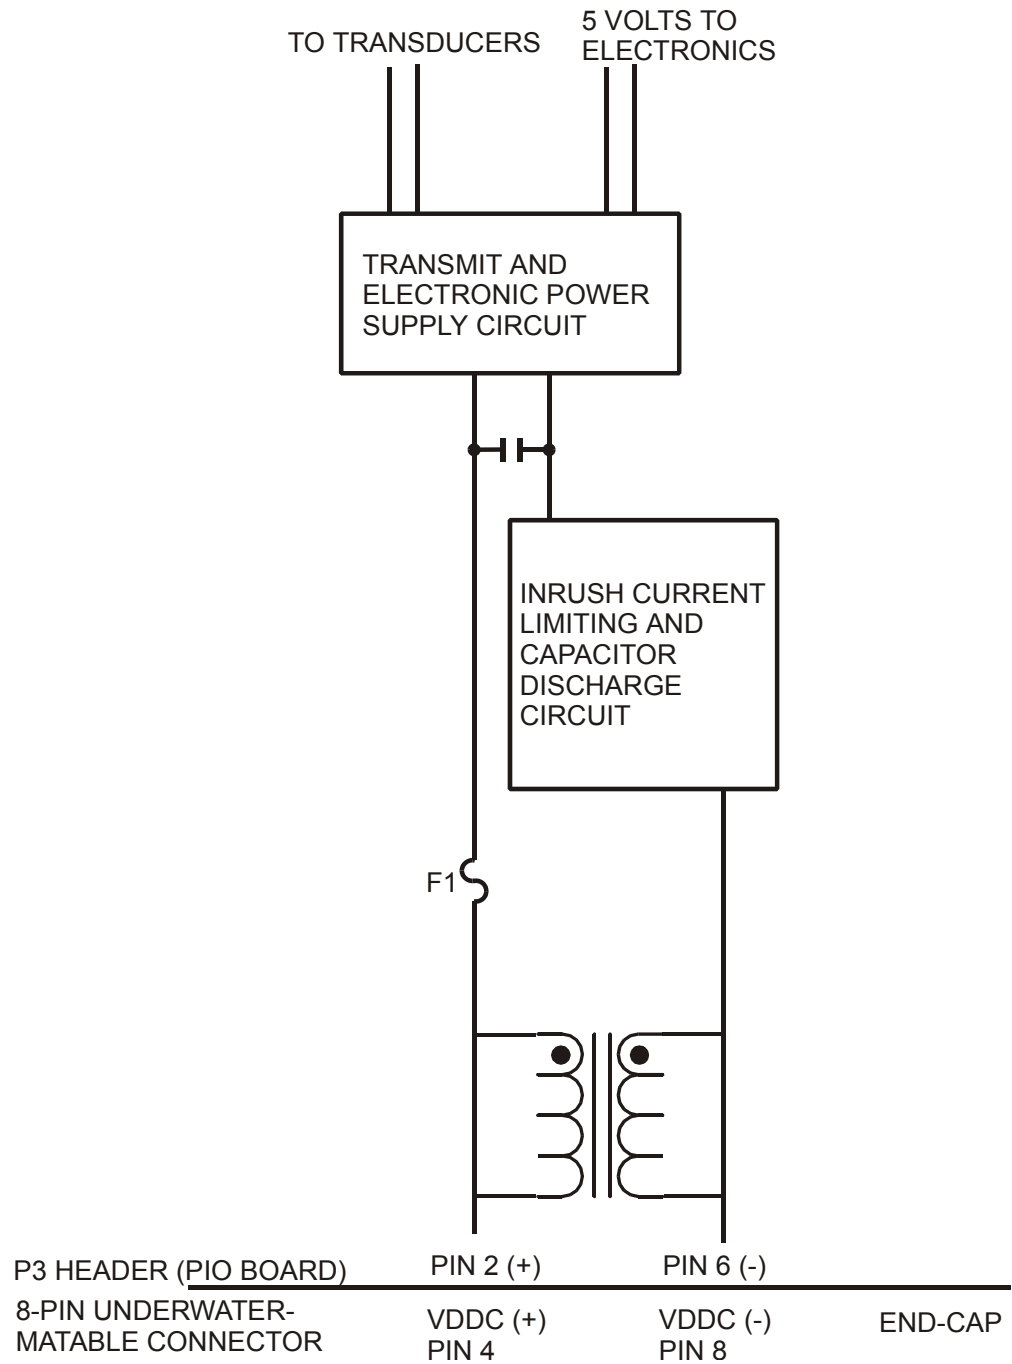 TO TRANSDUCERS
5 VOLTS TO
ELECTRONICS
TRANSMIT AND
ELECTRONIC POWER
SUPPLY CIRCUIT
INRUSH CURRENT
LIMITING AND
CAPACITOR
DISCHARGE
CIRCUIT
F1
P3 HEADER (PIO BOARD)
PIN 2 (+)
PIN 6 (-)
8-PIN UNDERWATER-
MATABLE CONNECTOR
VDDC (+)
PIN 4
VDDC (-)
PIN 8
END-CAP